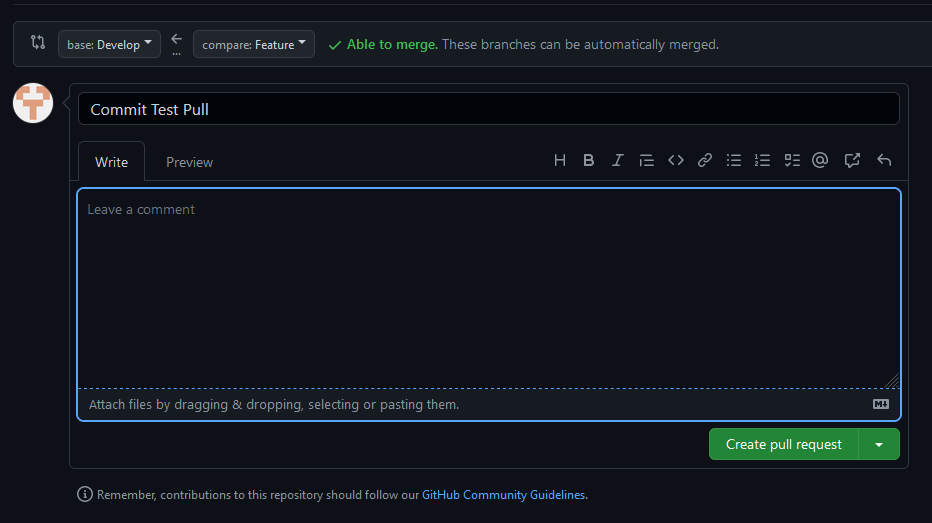 base: Develop ... compare: Feature Able to merge. These branches can be automatically merged.
Commit Test Pull
Write Preview
Leave a comment
Attach files by dragging & dropping, selecting or pasting them.
Create pull request
Remember, contributions to this repository should follow our GitHub Community Guidelines.